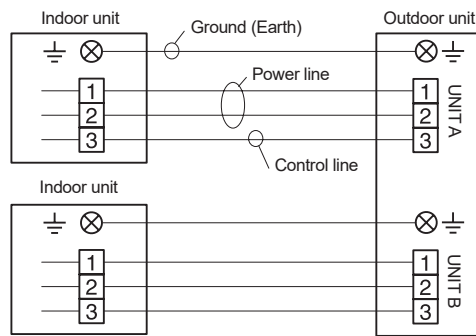 Indoor unit
Outdoor unit
Ground (Earth)
Power line
1
2
3
1
2
3
UNIT A
Control line
Indoor unit
1
2
3
1
2
3
UNIT B